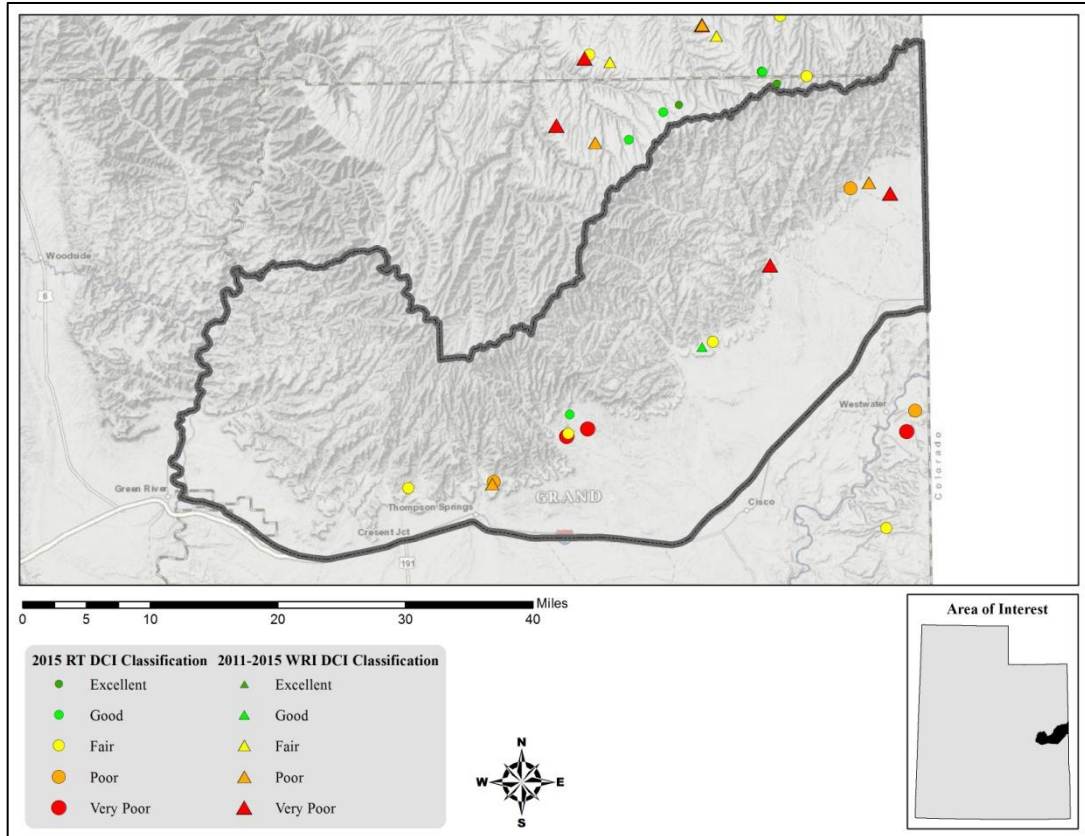 Woodside
6
Green River
Thompson Springs
Cresent Jct
191
GRAND
Cisco
Westwater
Colorado
Miles
0 5 10 20 30 40
Area of Interest
2015 RT DCI Classification 2011-2015 WRI DCI Classification
Excellent Excellent
Good Good
Fair Fair
Poor Poor
Very Poor Very Poor
N
W E
S